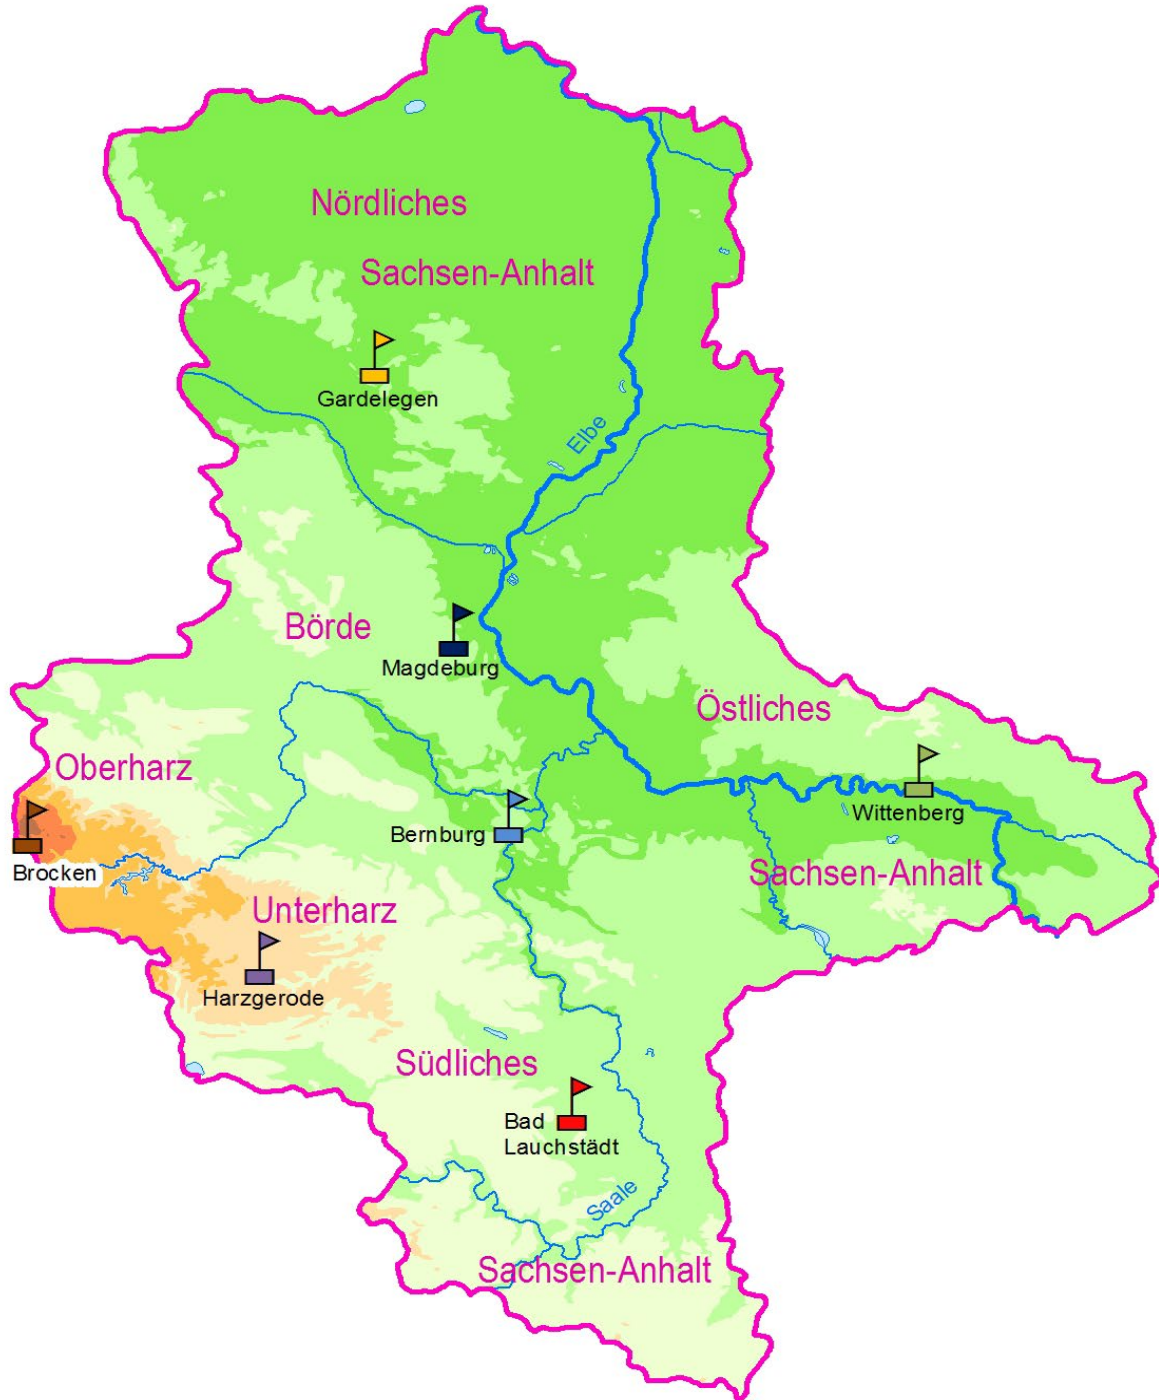 Nördliches
Sachsen-Anhalt
Gardelegen
Elbe
Börde
Magdeburg
Östliches
Oberharz
Wittenberg
Bernburg
Brocken
Sachsen-Anhalt
Unterharz
Harzgerode
Südliches
Bad
Lauchstädt
Saale
Sachsen-Anhalt